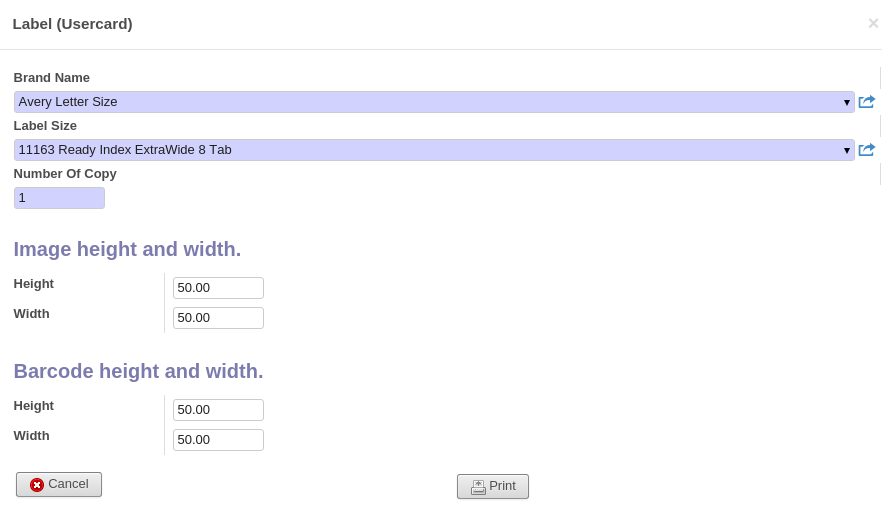 Label (Usercard)
×
Brand Name
Avery Letter Size
Label Size
11163 Ready Index ExtraWide 8 Tab
Number Of Copy
1
Image height and width.
Height 50.00
Width 50.00
Barcode height and width.
Height 50.00
Width 50.00
Cancel Print